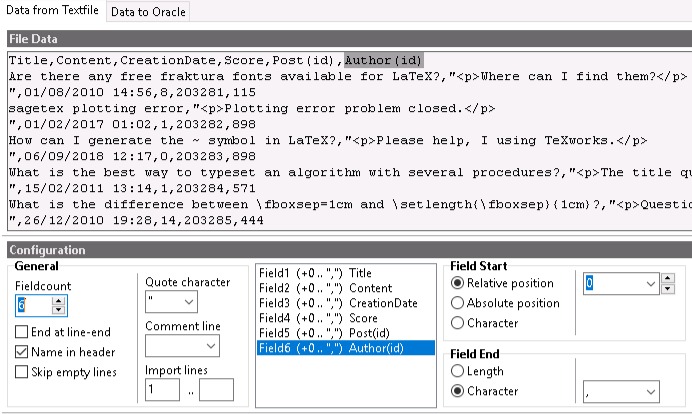 Data from Textfile
Data to Oracle
File Data
Title,Content,CreationDate,Score,Post(id),Author(id)
Are there any free fraktura fonts available for LaTeX?,"<p>Where can I find them?</p>
",01/08/2010 14:56,8,203281,115
sagetex plotting error,"<p>Plotting error problem closed.</p>
",01/02/2017 01:02,1,203282,898
How can I generate the ~ symbol in LaTeX?,"<p>Please help, I using TeXworks.</p>
",06/09/2018 12:17,0,203283,898
What is the best way to typeset an algorithm with several procedures?,"<p>The title qu
",15/02/2011 13:14,1,203284,571
What is the difference between \fboxsep=1cm and \setlength{\fboxsep}{1cm}?,"<p>Questio
",26/12/2010 19:28,14,203285,444
Configuration
General
Fieldcount
6
End at line-end
Name in header
Skip empty lines
Quote character
"
Comment line
Import lines
1 ..
Field1 (+0.. ",") Title
Field2 (+0.. ",") Content
Field3 (+0.. ",") CreationDate
Field4 (+0.. ",") Score
Field5 (+0.. ",") Post(id)
Field6 (+0.. ",") Author(id)
Field Start
Relative position
0
Absolute position
Character
Field End
Length
Character
,